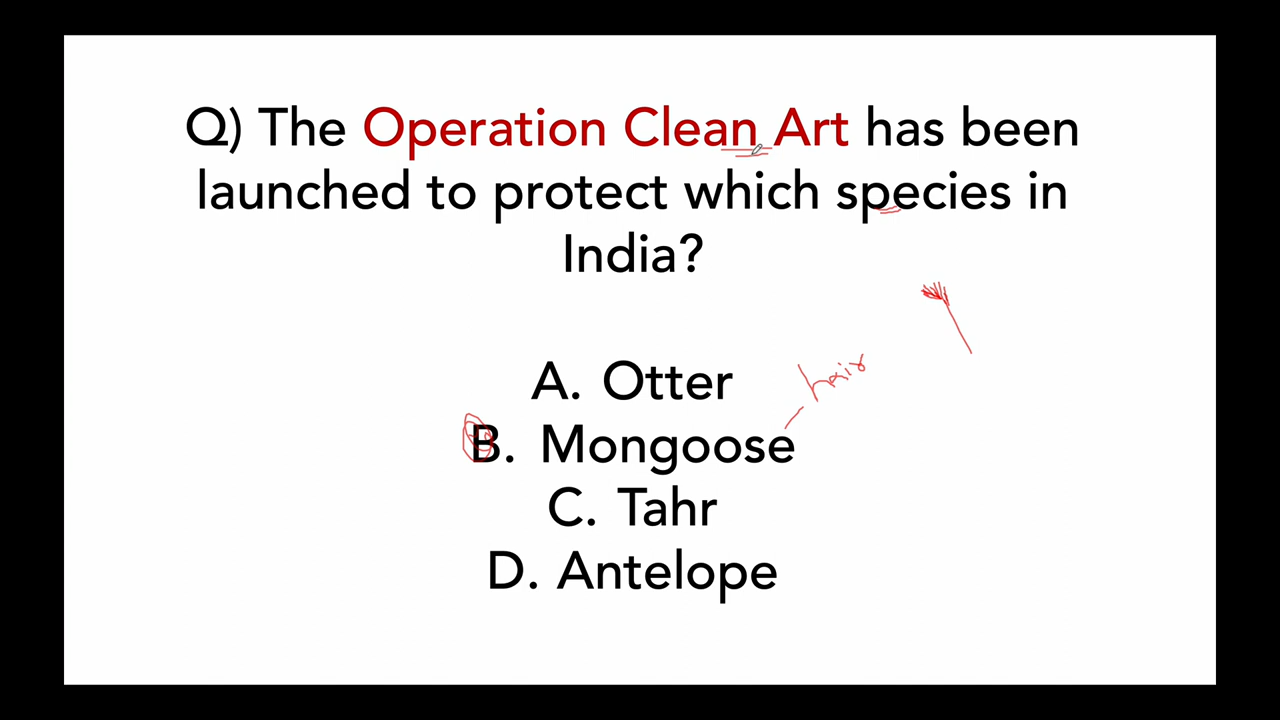 Q) The Operation Clean Art has been
launched to protect which species in
India?
A. Otter
hair
B. Mongoose
C. Tahr
D. Antelope